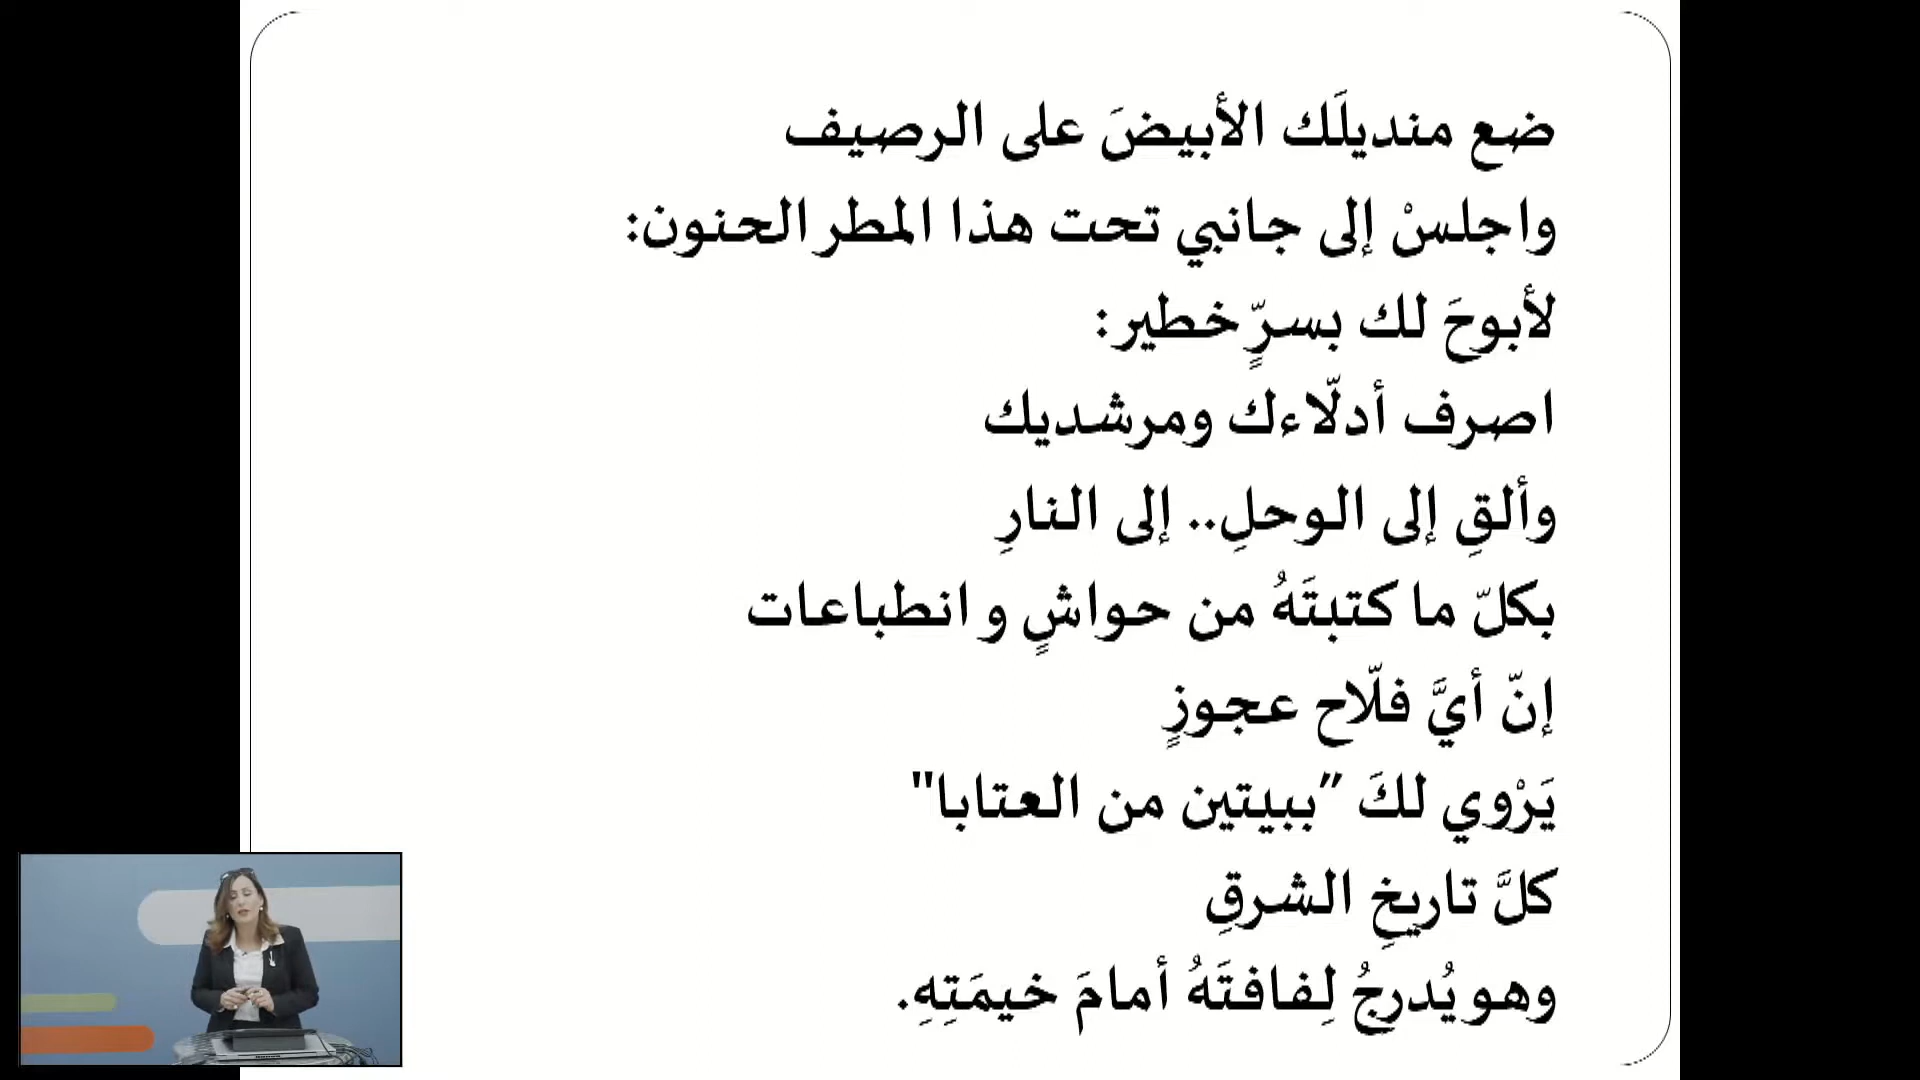 ضع منديلَك الأبيضَ على الرصيف
واجلسْ إلى جانبي تحت هذا المطر الحنون:
لأبوحَ لك بسرٍّ خطير:
اصرف أدلّاءك ومرشديك
وألقِ إلى الوحلِ.. إلى النارِ
بكلّ ما كتبتَهُ من حواشٍ و انطباعات
إنّ أيَّ فلّاح عجوزٍ
يَرْوي لكَ ”ببيتين من العتابا"
كلَّ تاريخِ الشرقِ
وهو يُدرجُ لِفافتَهُ أمامَ خيمَتِهِ.